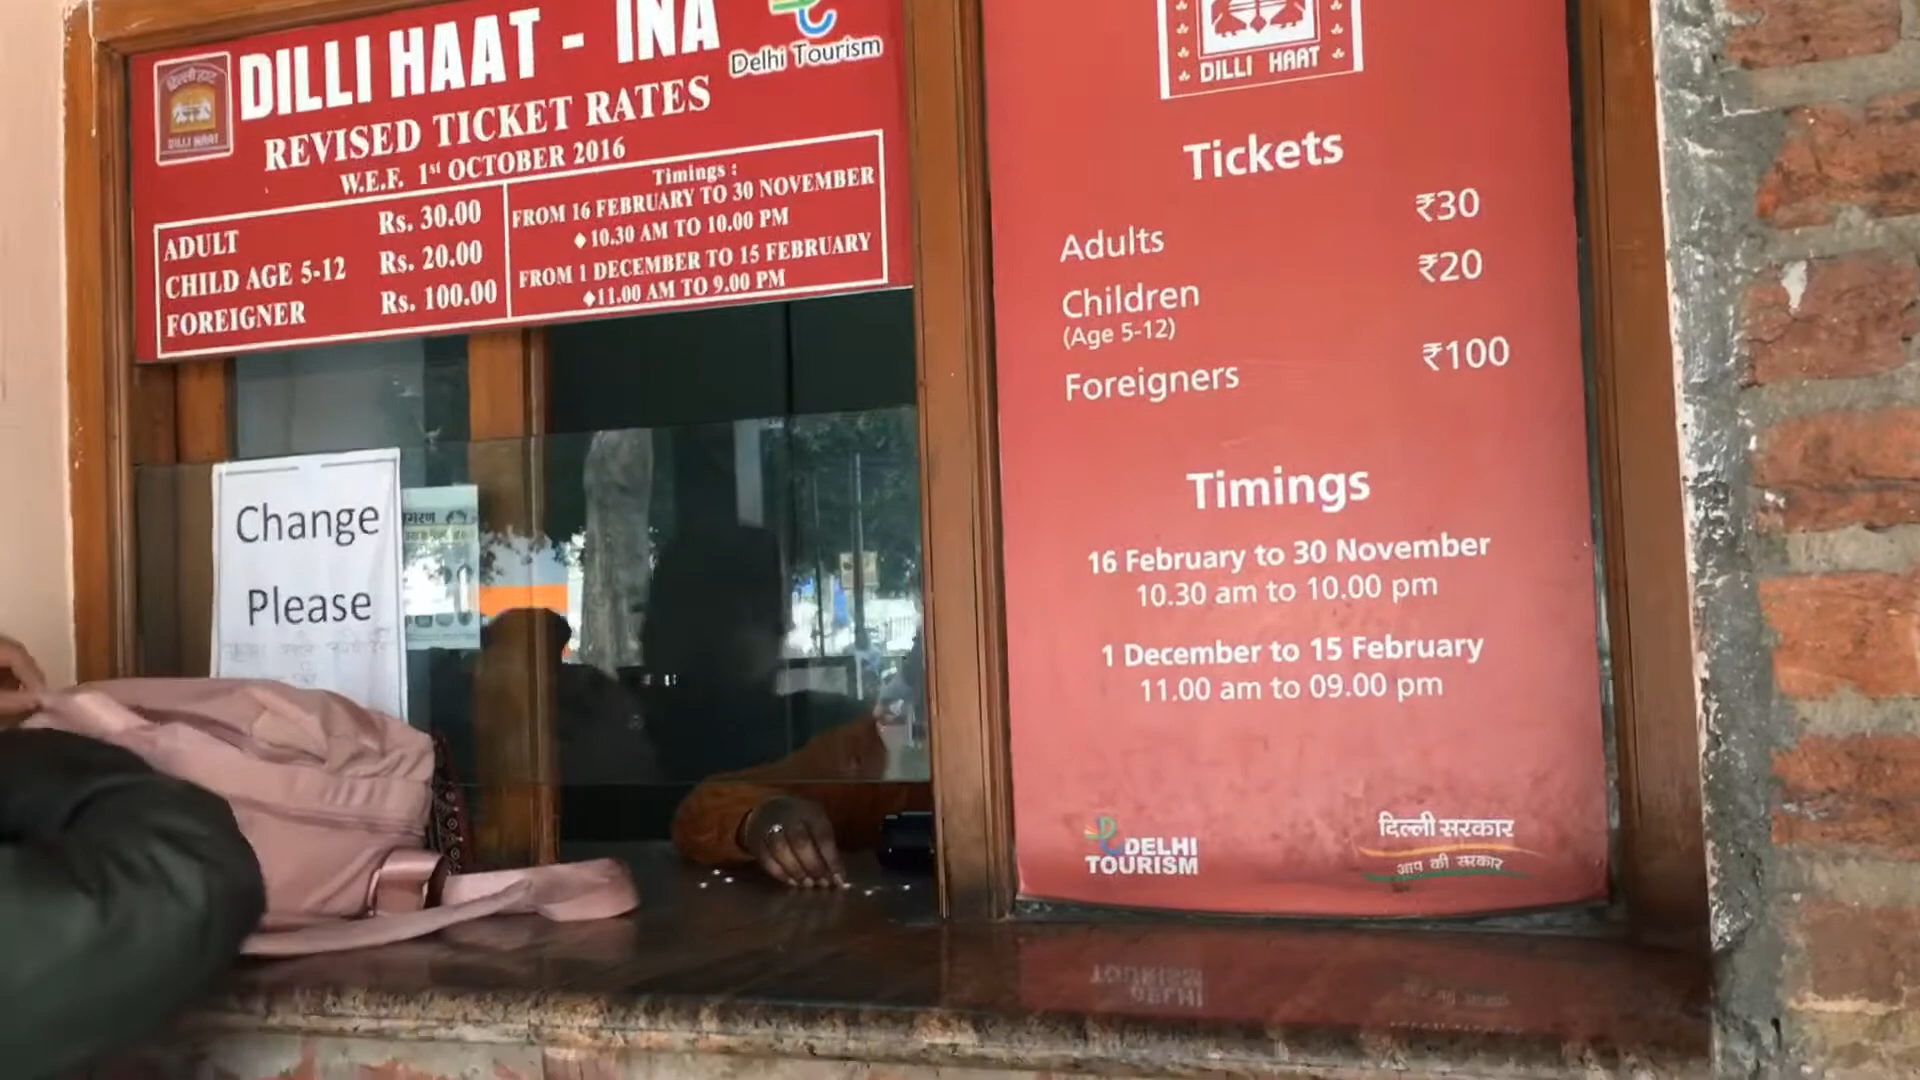 दिल्ली हाट
DILLI HAAT
DILLI HAAT - INA
Delhi Tourism
REVISED TICKET RATES
W.E.F. 1st OCTOBER 2016
ADULT Rs. 30.00
CHILD AGE 5-12 Rs. 20.00
FOREIGNER Rs. 100.00
Timings :
FROM 16 FEBRUARY TO 30 NOVEMBER
♦ 10.30 AM TO 10.00 PM
FROM 1 DECEMBER TO 15 FEBRUARY
♦11.00 AM TO 9.00 PM
Change
Please
DILLI HAAT
Tickets
Adults ₹30
Children ₹20
(Age 5-12)
Foreigners ₹100
Timings
16 February to 30 November
10.30 am to 10.00 pm
1 December to 15 February
11.00 am to 09.00 pm
DELHI
TOURISM
दिल्ली सरकार
आप की सरकार